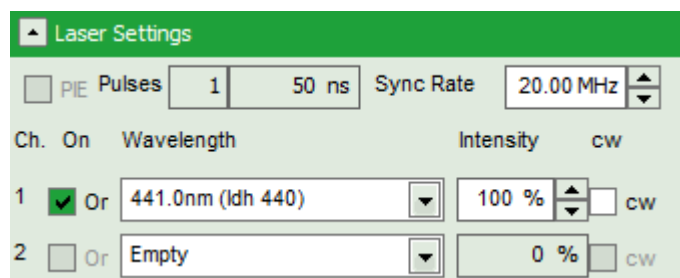 Laser Settings
PIE Pulses 1 50 ns Sync Rate 20.00 MHz
Ch. On Wavelength Intensity cw
1 Or 441.0nm (ldh 440) 100 % cw
2 Or Empty 0 % cw